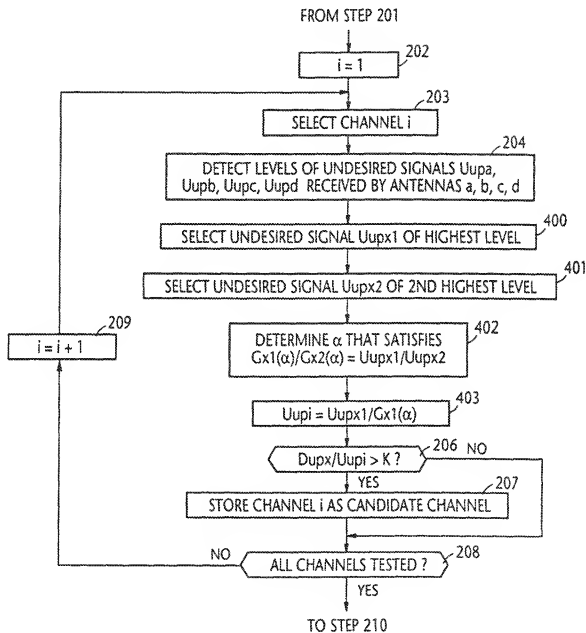 FROM STEP 201
202
i = 1
203
SELECT CHANNEL i
204
DETECT LEVELS OF UNDESIRED SIGNALS Uupa,
Uupb, Uupc, Uupd RECEIVED BY ANTENNAS a, b, c, d
400
SELECT UNDESIRED SIGNAL Uupx1 OF HIGHEST LEVEL
401
SELECT UNDESIRED SIGNAL Uupx2 OF 2ND HIGHEST LEVEL
209
i = i + 1
402
DETERMINE α THAT SATISFIES
Gx1(α)/Gx2(α) = Uupx1/Uupx2
403
Uupi = Uupx1/Gx1(α)
206
Dupx/Uupi > K ?
NO
YES
207
STORE CHANNEL i AS CANDIDATE CHANNEL
NO
208
ALL CHANNELS TESTED ?
YES
TO STEP 210